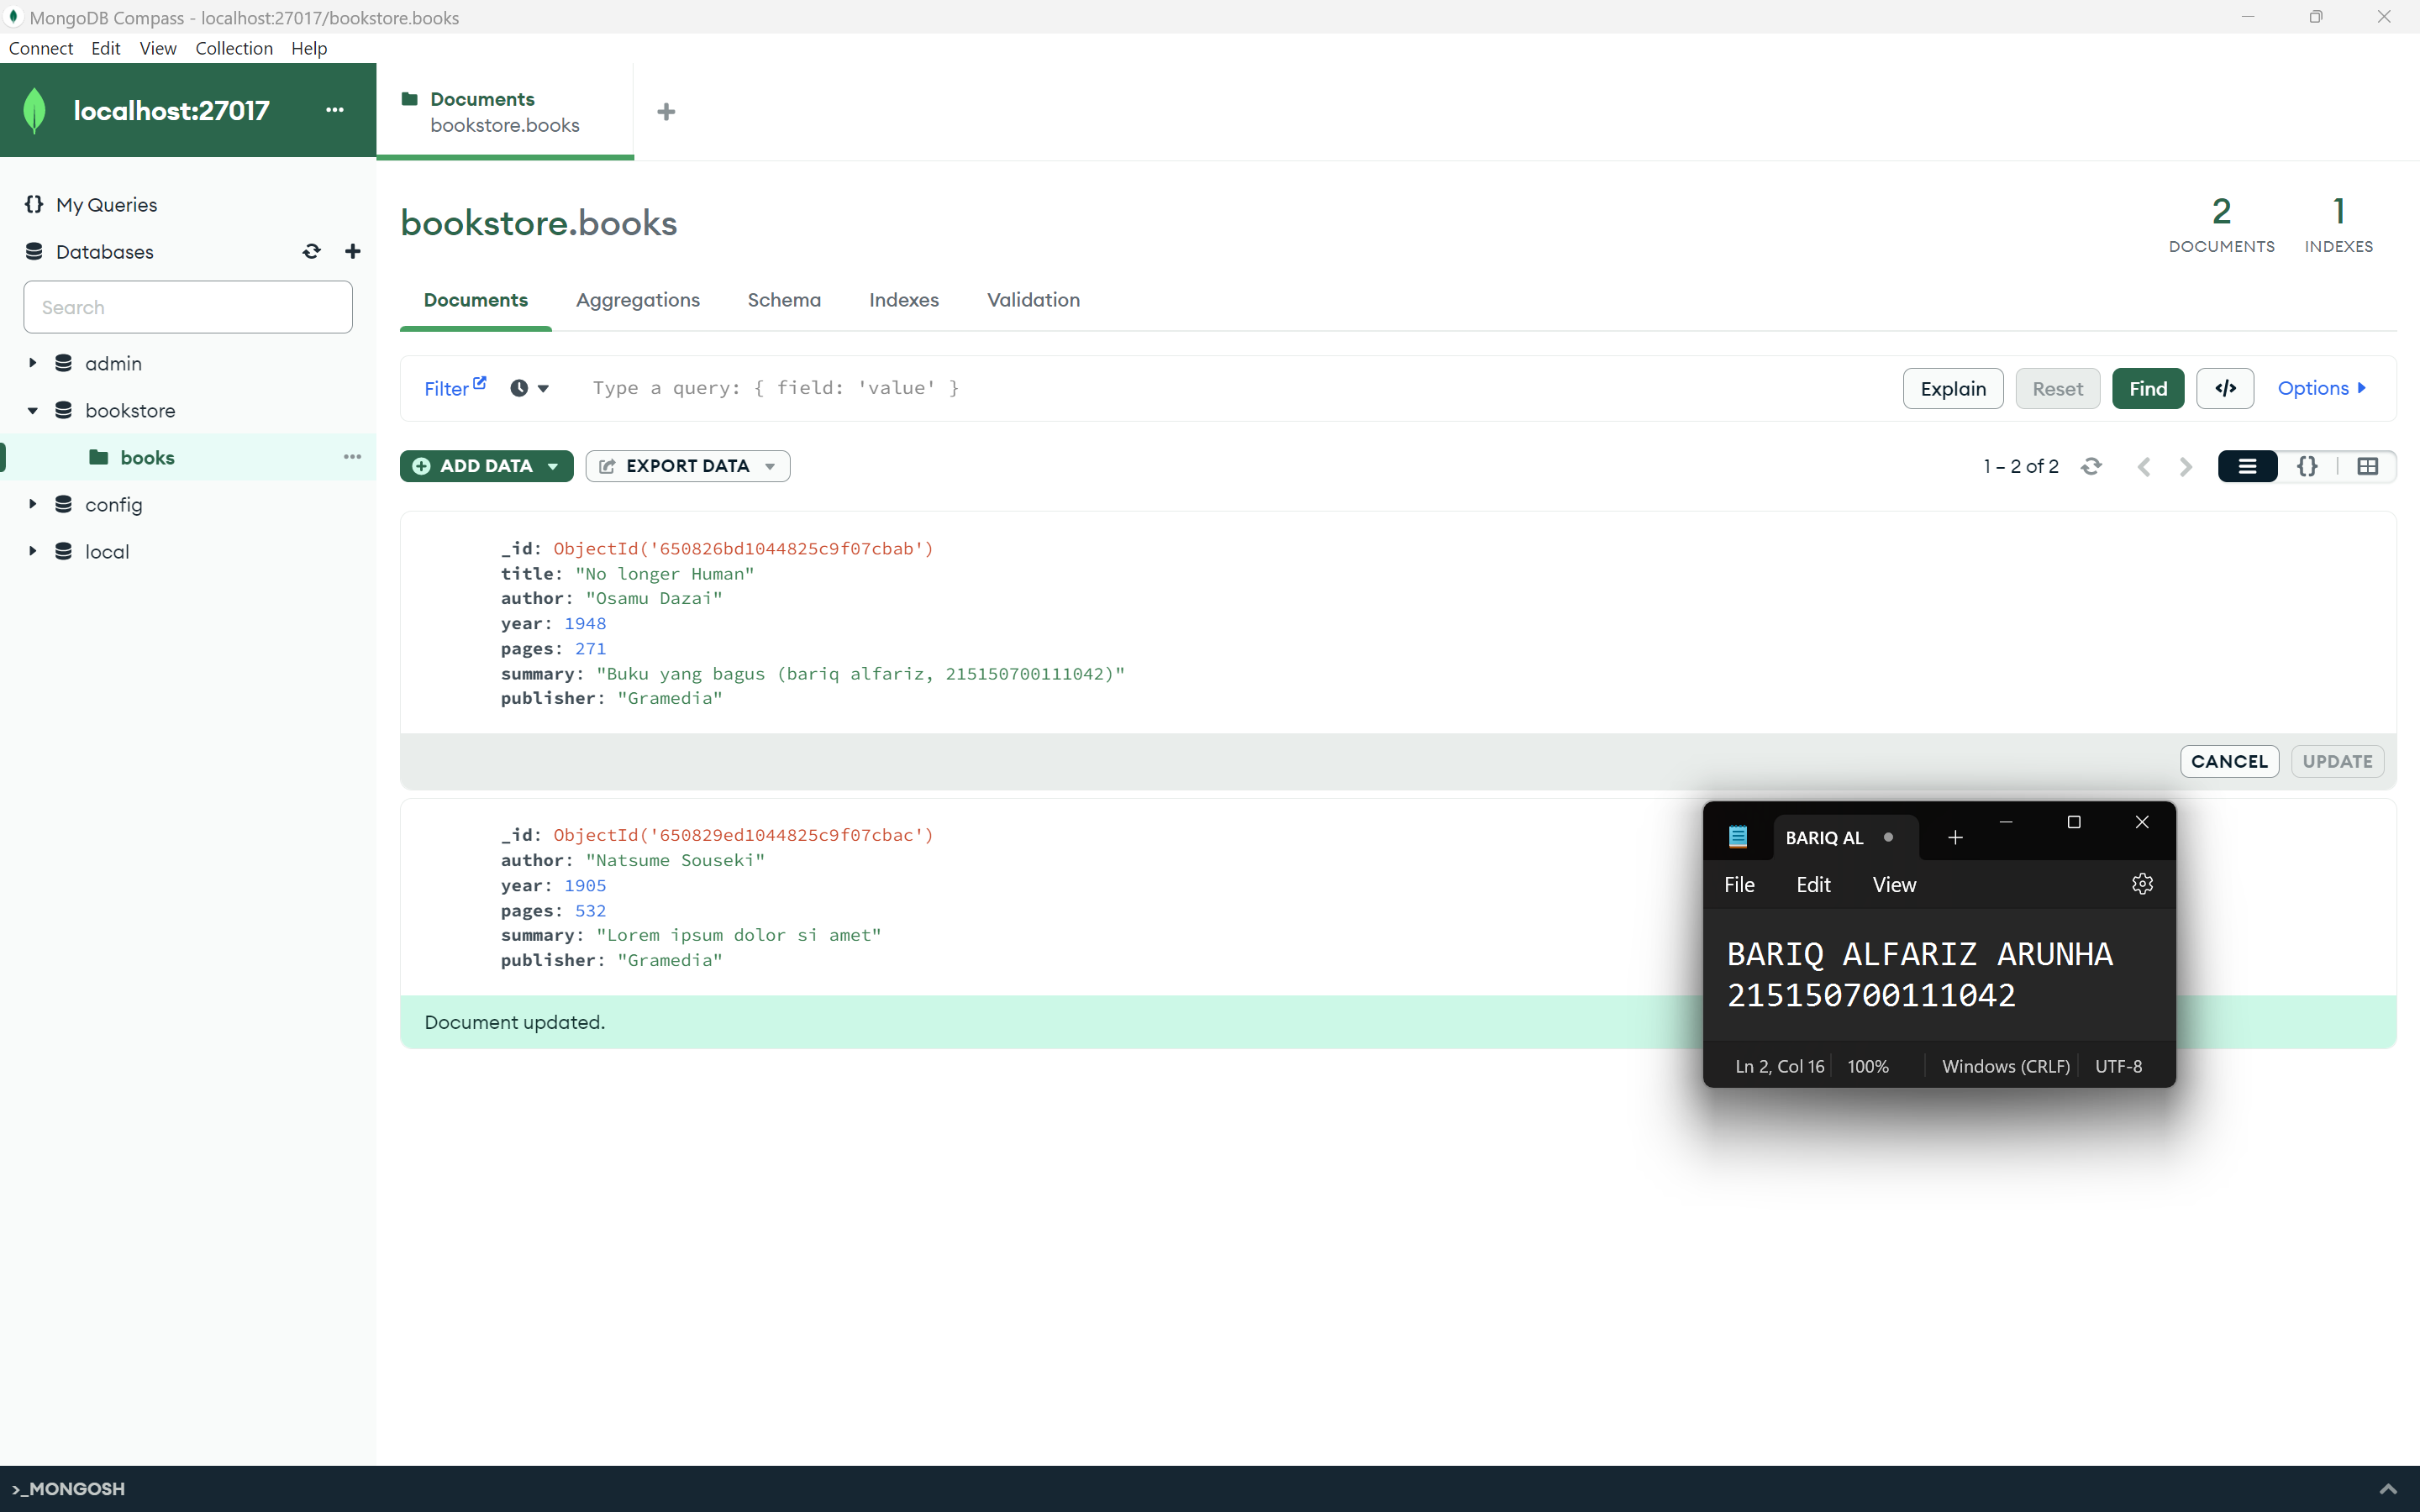 MongoDB Compass - localhost:27017/bookstore.books
Connect Edit View Collection Help
localhost:27017
Documents
bookstore.books
My Queries
Databases
Search
admin
bookstore
books
config
local
bookstore.books
2
DOCUMENTS
1
INDEXES
Documents Aggregations Schema Indexes Validation
Filter
Type a query: { field: 'value' }
Explain Reset Find </> Options
ADD DATA EXPORT DATA
1 – 2 of 2
{}
_id: ObjectId('650826bd1044825c9f07cbab')
title: "No longer Human"
author: "Osamu Dazai"
year: 1948
pages: 271
summary: "Buku yang bagus (bariq alfariz, 215150700111042)"
publisher: "Gramedia"
CANCEL UPDATE
_id: ObjectId('650829ed1044825c9f07cbac')
author: "Natsume Souseki"
year: 1905
pages: 532
summary: "Lorem ipsum dolor si amet"
publisher: "Gramedia"
Document updated.
BARIQ AL
File Edit View
BARIQ ALFARIZ ARUNHA
215150700111042
Ln 2, Col 16 100% Windows (CRLF) UTF-8
>_MONGOSH